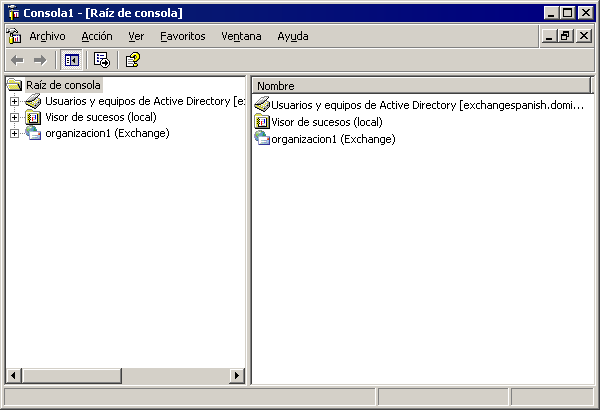 Consola1 - [Raíz de consola]
Archivo Acción Ver Favoritos Ventana Ayuda
Raíz de consola
Usuarios y equipos de Active Directory [e
Visor de sucesos (local)
organizacion1 (Exchange)
Nombre
Usuarios y equipos de Active Directory [exchangespanish.domi...
Visor de sucesos (local)
organizacion1 (Exchange)